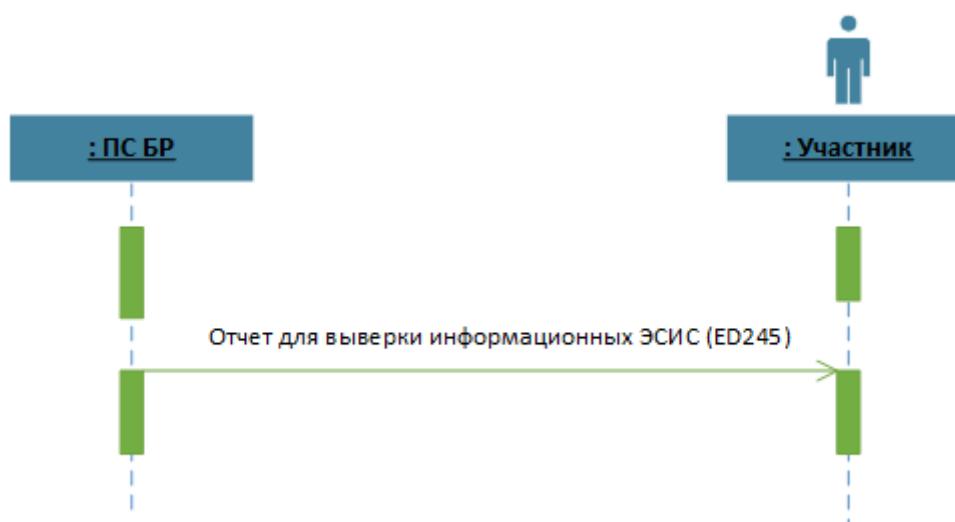 : ПС БР
: Участник
Отчет для выверки информационных ЭСИС (ED245)